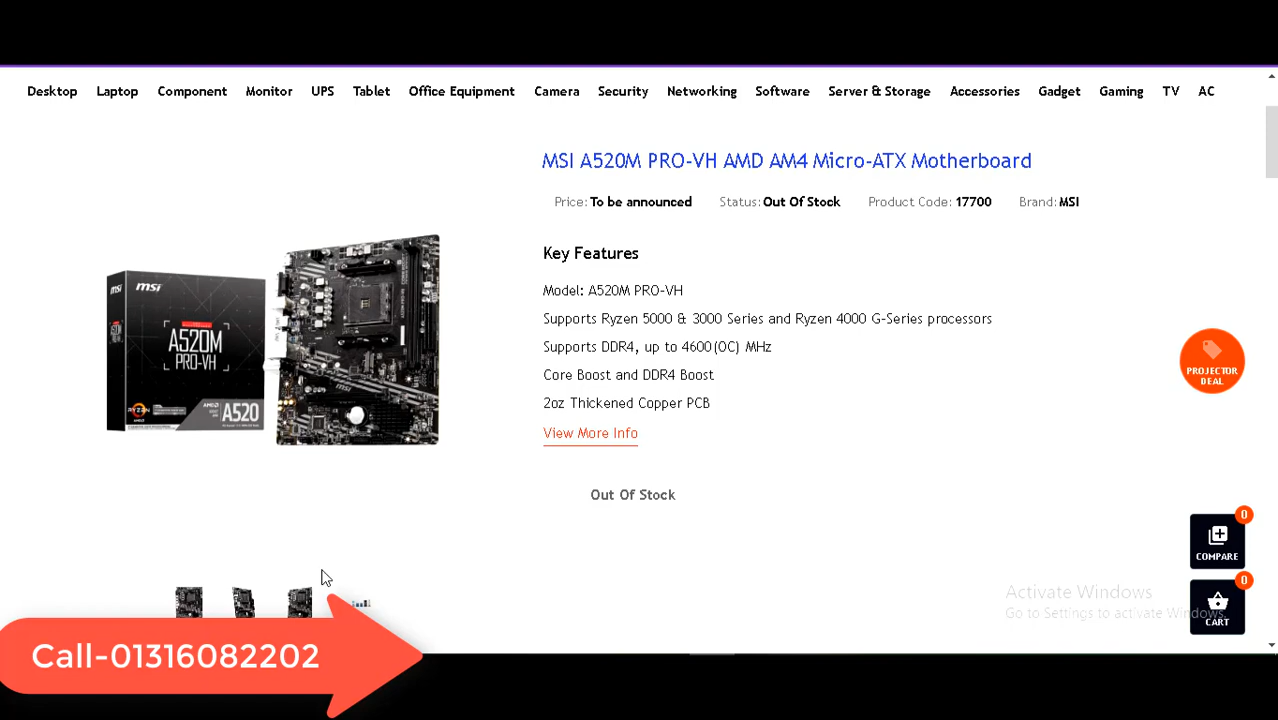 Desktop Laptop Component Monitor UPS Tablet Office Equipment Camera Security Networking Software Server & Storage Accessories Gadget Gaming TV AC
MSI A520M PRO-VH AMD AM4 Micro-ATX Motherboard
Price: To be announced Status: Out Of Stock Product Code: 17700 Brand: MSI
Key Features
Model: A520M PRO-VH
Supports Ryzen 5000 & 3000 Series and Ryzen 4000 G-Series processors
Supports DDR4, up to 4600(OC) MHz
Core Boost and DDR4 Boost
2oz Thickened Copper PCB
View More Info
Out Of Stock
msi
msi
A520M
PRO-VH
RYZEN
A520
msi
PROJECTOR
DEAL
0
COMPARE
0
CART
Activate Windows
Go to Settings to activate Windows.
Call-01316082202